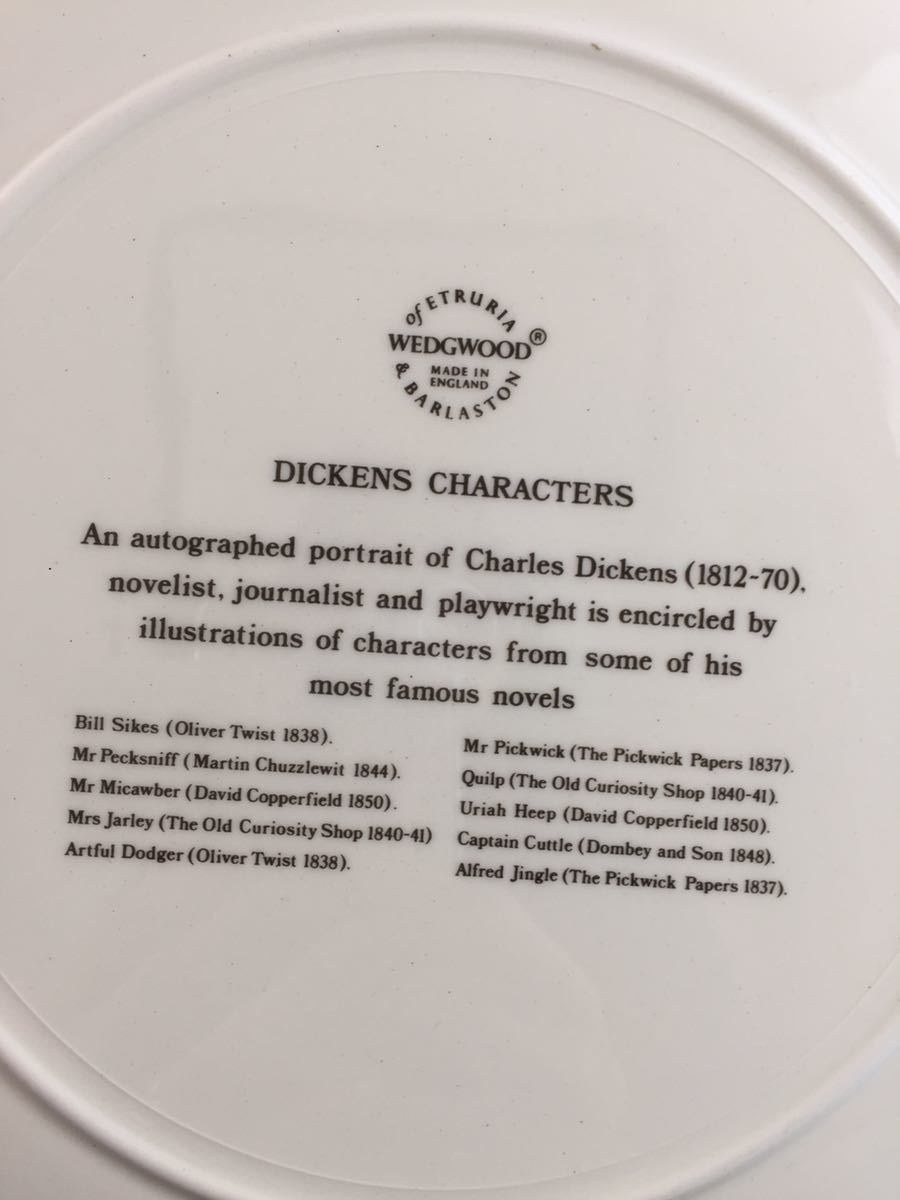 of ETRURIA
WEDGWOOD®
MADE IN
ENGLAND
& BARLASTON
DICKENS CHARACTERS
An autographed portrait of Charles Dickens (1812-70),
novelist, journalist and playwright is encircled by
illustrations of characters from some of his
most famous novels
Bill Sikes (Oliver Twist 1838).
Mr Pecksniff (Martin Chuzzlewit 1844).
Mr Micawber (David Copperfield 1850).
Mrs Jarley (The Old Curiosity Shop 1840-41)
Artful Dodger (Oliver Twist 1838).
Mr Pickwick (The Pickwick Papers 1837).
Quilp (The Old Curiosity Shop 1840-41).
Uriah Heep (David Copperfield 1850).
Captain Cuttle (Dombey and Son 1848).
Alfred Jingle (The Pickwick Papers 1837).